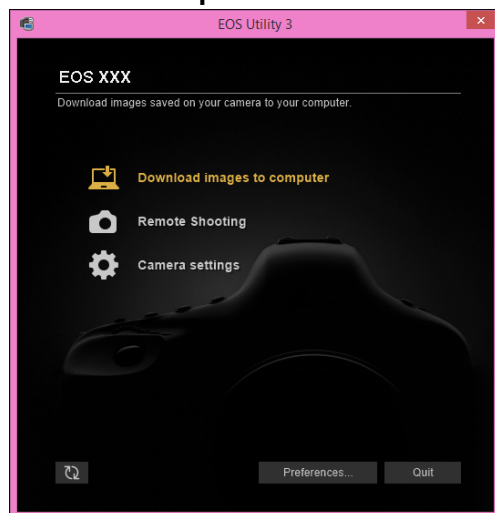 EOS Utility 3
EOS XXX
Download images saved on your camera to your computer.
Download images to computer
Remote Shooting
Camera settings
Preferences...
Quit